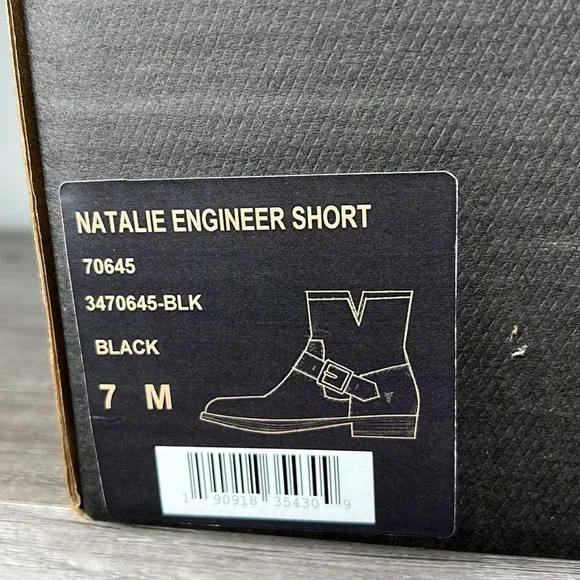 NATALIE ENGINEER SHORT
70645
3470645-BLK
BLACK
7 M
1 90918 35430 9